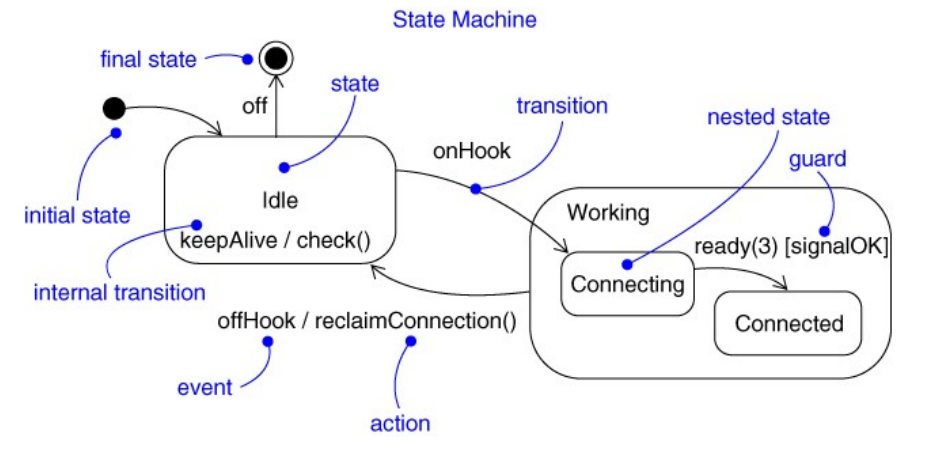 State Machine
final state
off
state
transition
nested state
onHook
guard
initial state
Idle
Working
keepAlive / check()
ready(3) [signalOK]
internal transition
Connecting
offHook / reclaimConnection()
Connected
event
action